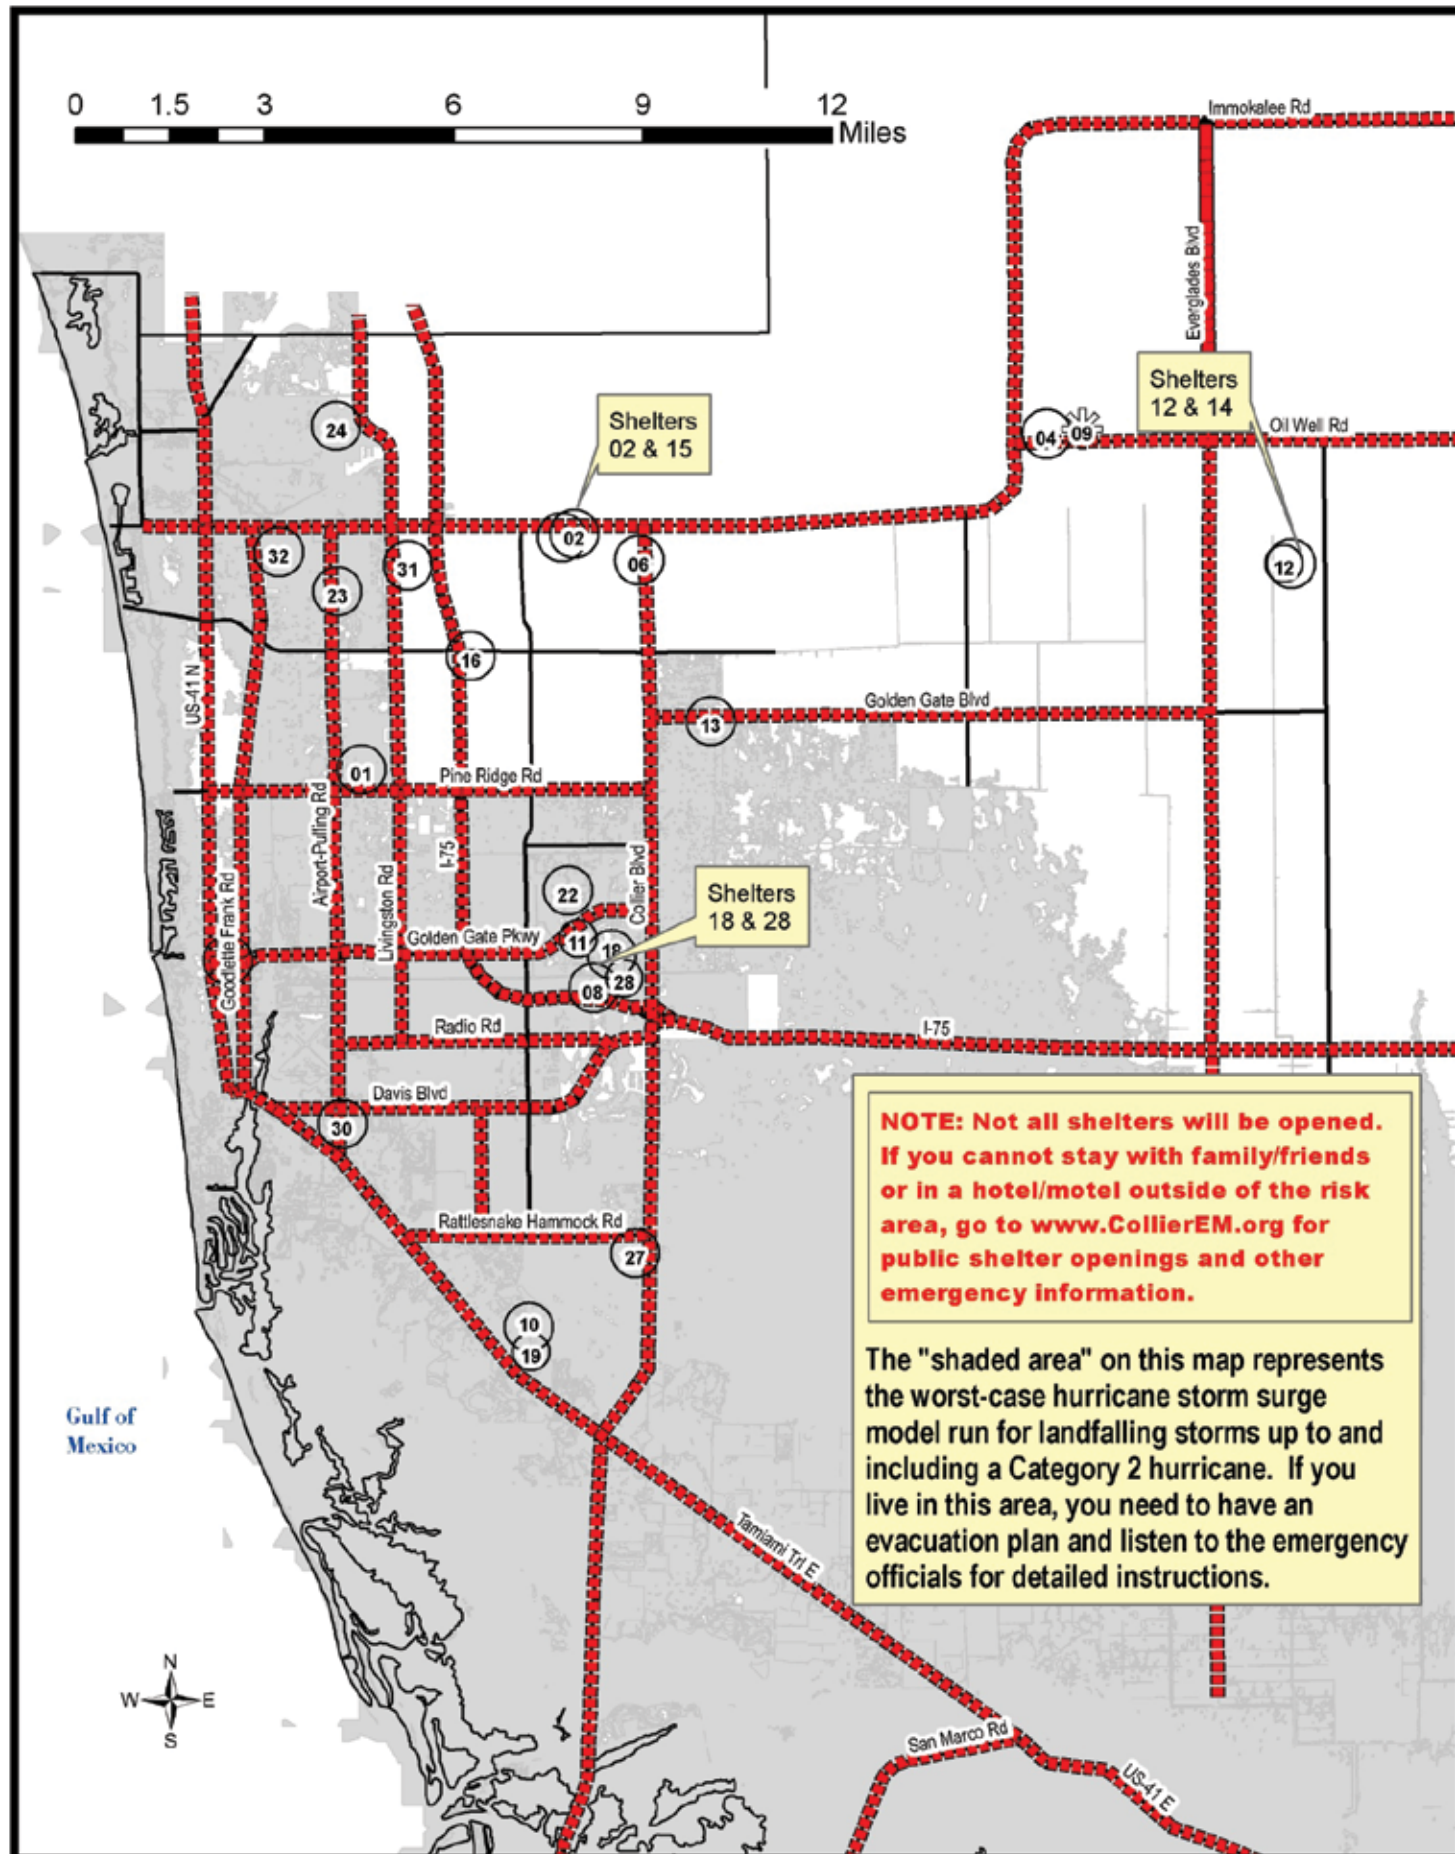 0 1.5 3 6 9 12
Miles
Immokalee Rd
Everglades Blvd
Shelters
12 & 14
Shelters
02 & 15
24
04
09
Oil Well Rd
02
32
31
06
12
23
16
US-41 N
13
Golden Gate Blvd
01
Pine Ridge Rd
Airport-Pulling Rd
I-75
Livingston Rd
Collier Blvd
Goodlette Frank Rd
22
Shelters
18 & 28
Golden Gate Pkwy
11
18
28
08
Radio Rd
I-75
Davis Blvd
30
Rattlesnake Hammock Rd
27
10
19
NOTE: Not all shelters will be opened.
If you cannot stay with family/friends
or in a hotel/motel outside of the risk
area, go to www.CollierEM.org for
public shelter openings and other
emergency information.
The "shaded area" on this map represents
the worst-case hurricane storm surge
model run for landfalling storms up to and
including a Category 2 hurricane. If you
live in this area, you need to have an
evacuation plan and listen to the emergency
officials for detailed instructions.
Gulf of
Mexico
Tamiami Trl E
N
W E
S
San Marco Rd
US-41 E